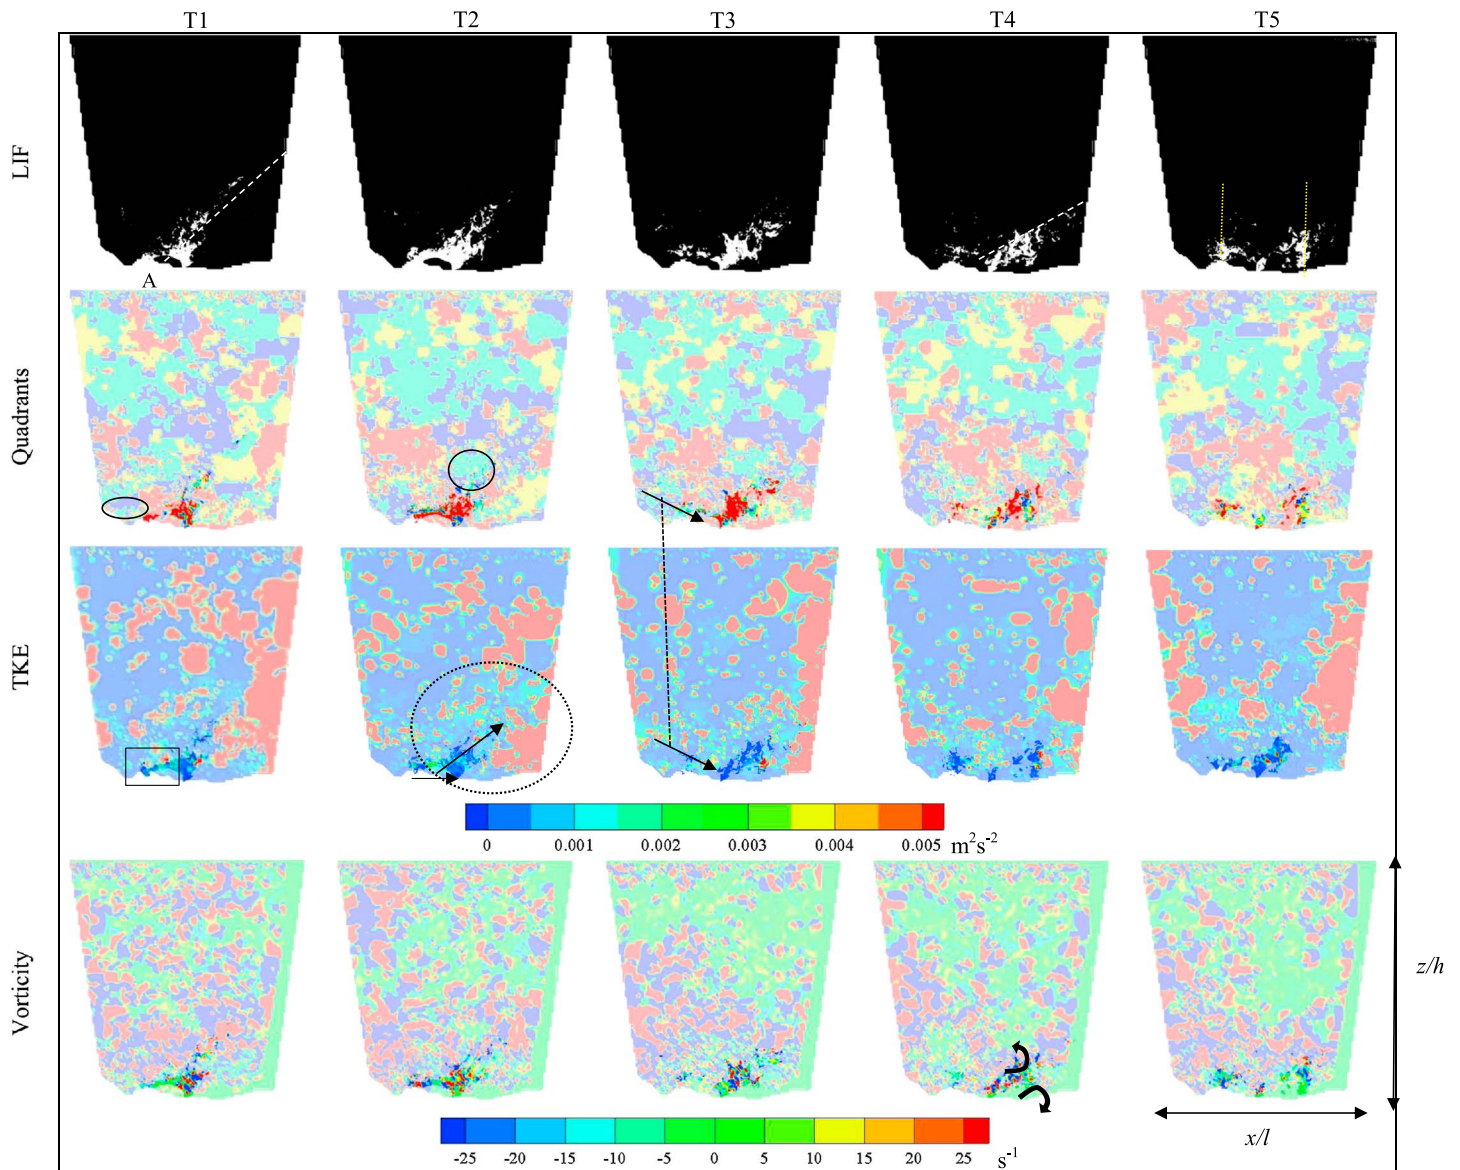 T1 T2 T3 T4 T5
LIF
A
Quadrants
TKE
0 0.001 0.002 0.003 0.004 0.005 m²s⁻²
Vorticity
z/h
-25 -20 -15 -10 -5 0 5 10 15 20 25 s⁻¹
x/l